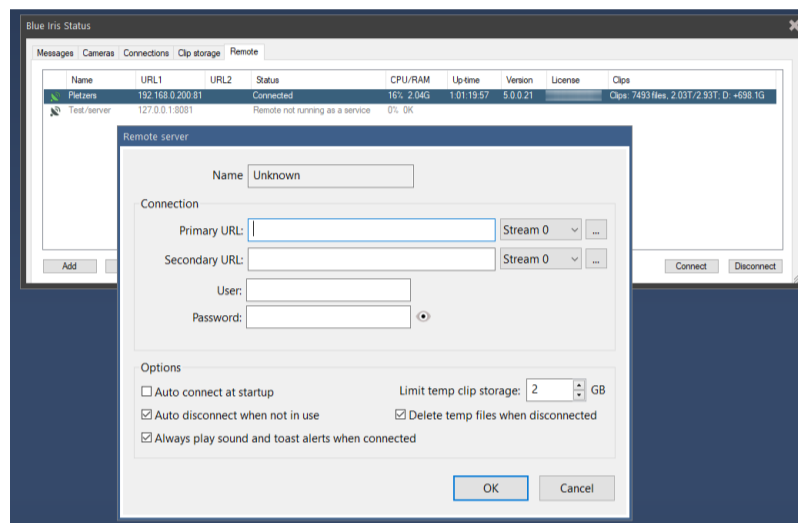 Blue Iris Status
Messages Cameras Connections Clip storage Remote
Name URL1 URL2 Status CPU/RAM Up-time Version License Clips
Pletzers 192.168.0.200.81 Connected 16% 2.04G 1:01:19:57 5.0.0.21 Clips: 7493 files, 2.03T/2.93T; D: +698.1G
Test/server 127.0.0.1:8081 Remote not running as a service 0% 0K
Remote server
Name Unknown
Connection
Primary URL: Stream 0 ...
Secondary URL: Stream 0 ...
Add Connect Disconnect
User:
Password:
Options
Auto connect at startup Limit temp clip storage: 2 GB
Auto disconnect when not in use Delete temp files when disconnected
Always play sound and toast alerts when connected
OK Cancel